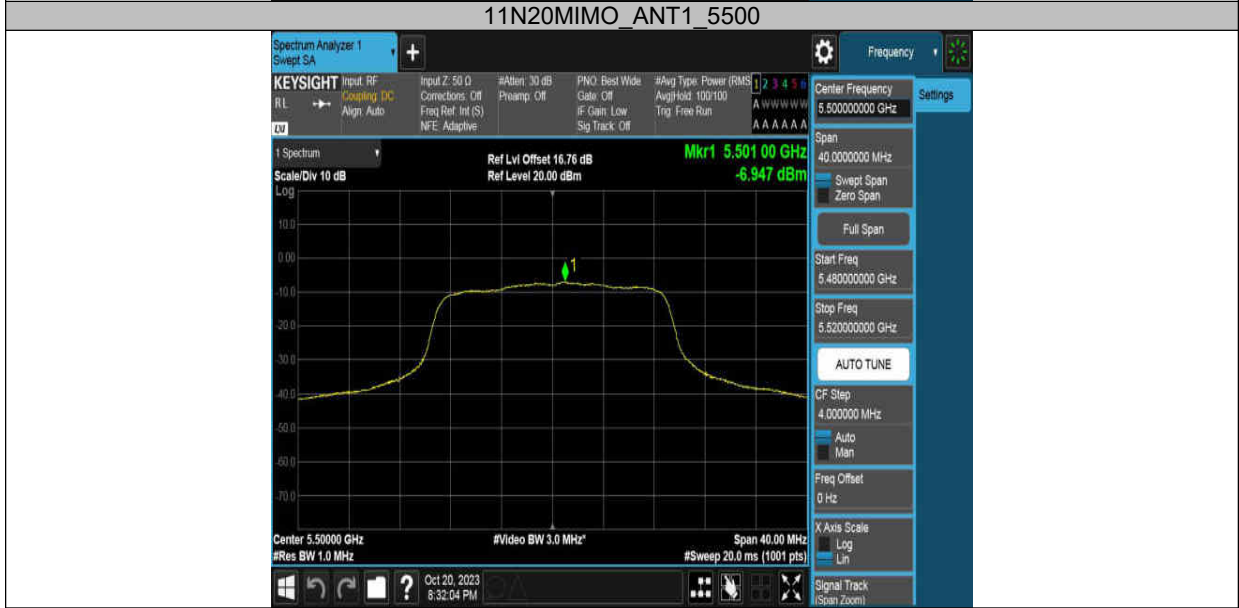 11N20MIMO_ANT1_5500
Spectrum Analyzer 1
Swept SA
Frequency
KEYSIGHT
RL
Input: RF
Coupling: DC
Align: Auto
Input Z: 50 Ω
Corrections: Off
Freq Ref: Int (S)
NFE: Adaptive
#Atten: 30 dB
Preamp: Off
PNO: Best Wide
Gate: Off
IF Gain: Low
Sig Track: Off
#Avg Type: Power (RMS
Avg|Hold: 100/100
Trig: Free Run
1 2 3 4 5 6
A W W W W W
A A A A A A
1 Spectrum
Scale/Div 10 dB
Log
Ref Lvl Offset 16.76 dB
Ref Level 20.00 dBm
Mkr1 5.501 00 GHz
-6.947 dBm
1
10.0
0.00
-10.0
-20.0
-30.0
-40.0
-50.0
-60.0
-70.0
Center 5.50000 GHz
#Res BW 1.0 MHz
#Video BW 3.0 MHz*
Span 40.00 MHz
#Sweep 20.0 ms (1001 pts)
Oct 20, 2023
8:32:04 PM
Settings
Center Frequency
5.500000000 GHz
Span
40.0000000 MHz
Swept Span
Zero Span
Full Span
Start Freq
5.480000000 GHz
Stop Freq
5.520000000 GHz
AUTO TUNE
CF Step
4.000000 MHz
Auto
Man
Freq Offset
0 Hz
X Axis Scale
Log
Lin
Signal Track
(Span Zoom)